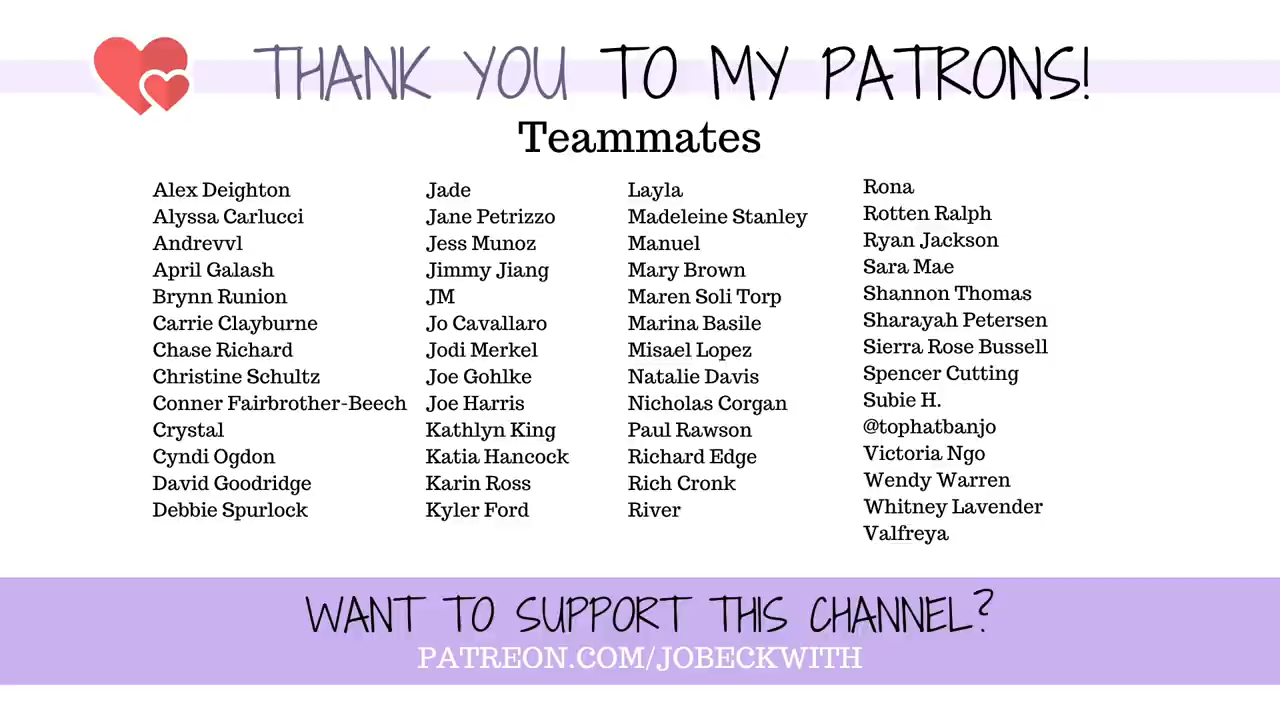 THANK YOU TO MY PATRONS!
Teammates
Alex Deighton
Alyssa Carlucci
Andrevvl
April Galash
Brynn Runion
Carrie Clayburne
Chase Richard
Christine Schultz
Conner Fairbrother-Beech
Crystal
Cyndi Ogdon
David Goodridge
Debbie Spurlock
Jade
Jane Petrizzo
Jess Munoz
Jimmy Jiang
JM
Jo Cavallaro
Jodi Merkel
Joe Gohlke
Joe Harris
Kathlyn King
Katia Hancock
Karin Ross
Kyler Ford
Layla
Madeleine Stanley
Manuel
Mary Brown
Maren Soli Torp
Marina Basile
Misael Lopez
Natalie Davis
Nicholas Corgan
Paul Rawson
Richard Edge
Rich Cronk
River
Rona
Rotten Ralph
Ryan Jackson
Sara Mae
Shannon Thomas
Sharayah Petersen
Sierra Rose Bussell
Spencer Cutting
Subie H.
@tophatbanjo
Victoria Ngo
Wendy Warren
Whitney Lavender
Valfreya
WANT TO SUPPORT THIS CHANNEL?
PATREON.COM/JOBECKWITH